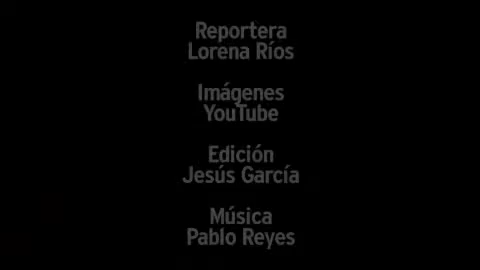 Reportera
Lorena Ríos
Imágenes
YouTube
Edición
Jesús García
Música
Pablo Reyes